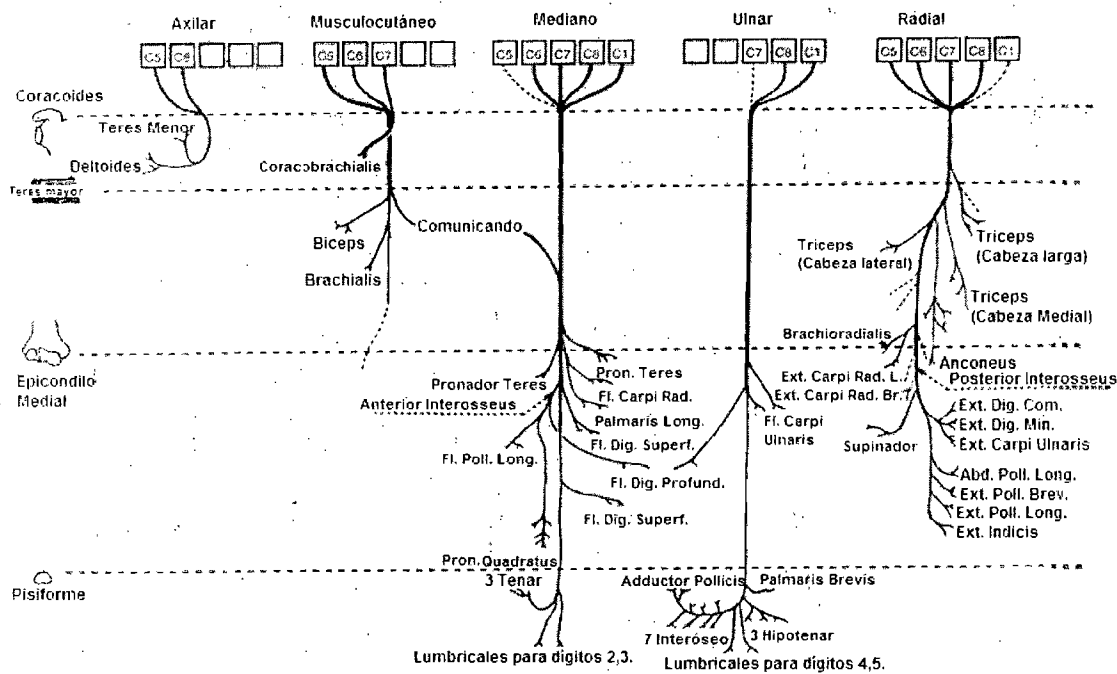 Axilar
Musculocutáneo
Mediano
Ulnar
Radial
C5 C6
C5 C6 C7
C5 C6 C7 C8 C1
C7 C8 C1
C5 C6 C7 C8 C1
Coracoides
Teres Menor
Deltoides
Coracobrachialis
Teres mayor
Biceps
Comunicando
Brachialis
Triceps
(Cabeza lateral)
Triceps
(Cabeza larga)
Triceps
(Cabeza Medial)
Brachioradialis
Anconeus
Epicondilo
Medial
Pronador Teres
Pron. Teres
Ext. Carpi Rad. L.
Posterior Interosseus
Anterior Interosseus
Fl. Carpi Rad.
Ext. Carpi Rad. Br.
Palmaris Long.
Fl. Carpi
Ulnaris
Ext. Dig. Com.
Ext. Dig. Min.
Ext. Carpi Ulnaris
Supinador
Fl. Dig. Superf.
Fl. Poll. Long.
Fl. Dig. Profund.
Abd. Poll. Long.
Ext. Poll. Brev.
Ext. Poll. Long.
Ext. Indicis
Fl. Dig. Superf.
Pron. Quadratus
3 Tenar
Pisiforme
Adductor Pollicis
Palmaris Brevis
7 Interóseo
3 Hipotenar
Lumbricales para dígitos 2,3.
Lumbricales para dígitos 4,5.